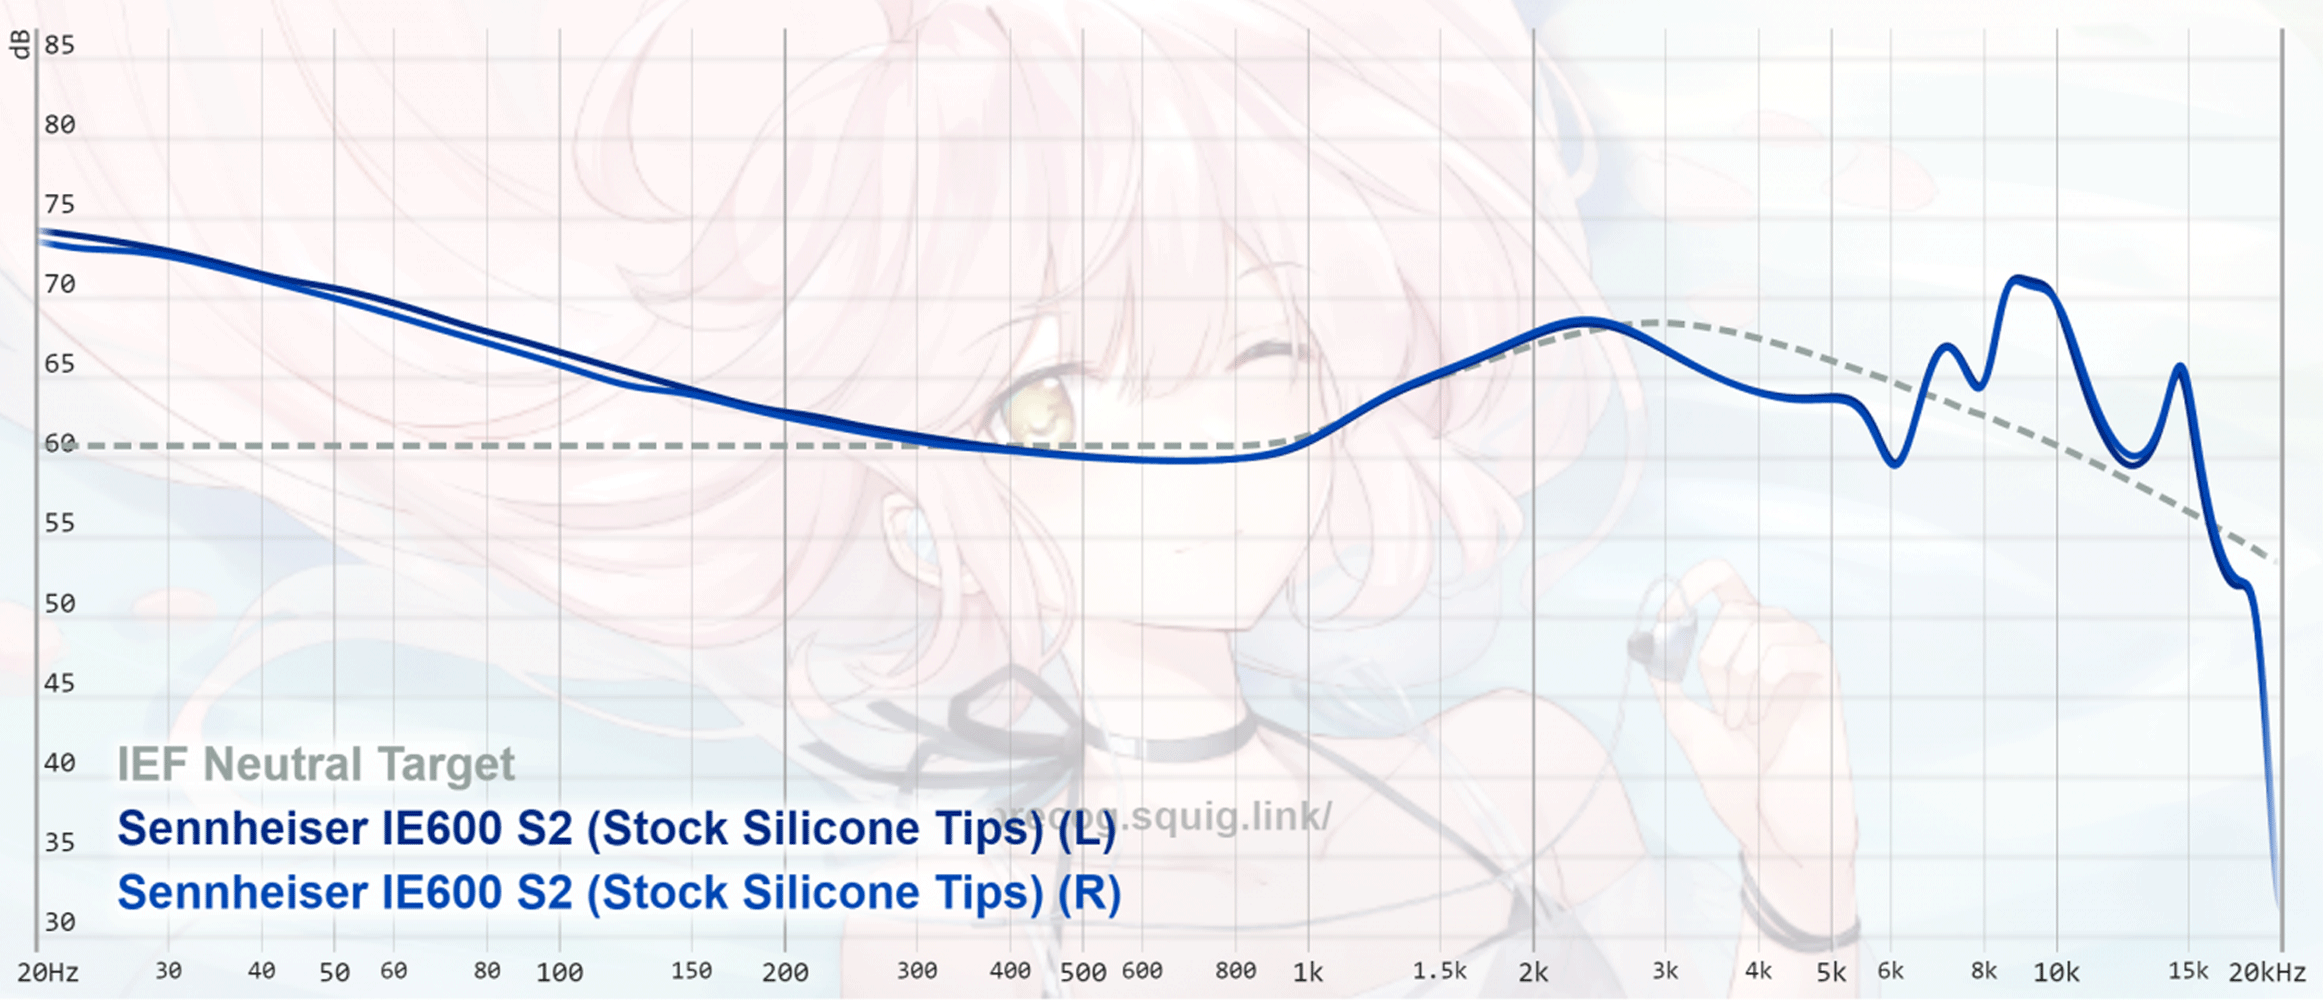 dB
85
80
75
70
65
60
55
50
45
40
35
30
IEF Neutral Target
Sennheiser IE600 S2 (Stock Silicone Tips) (L)
Sennheiser IE600 S2 (Stock Silicone Tips) (R)
precog.squig.link/
20Hz 30 40 50 60 80 100 150 200 300 400 500 600 800 1k 1.5k 2k 3k 4k 5k 6k 8k 10k 15k 20kHz